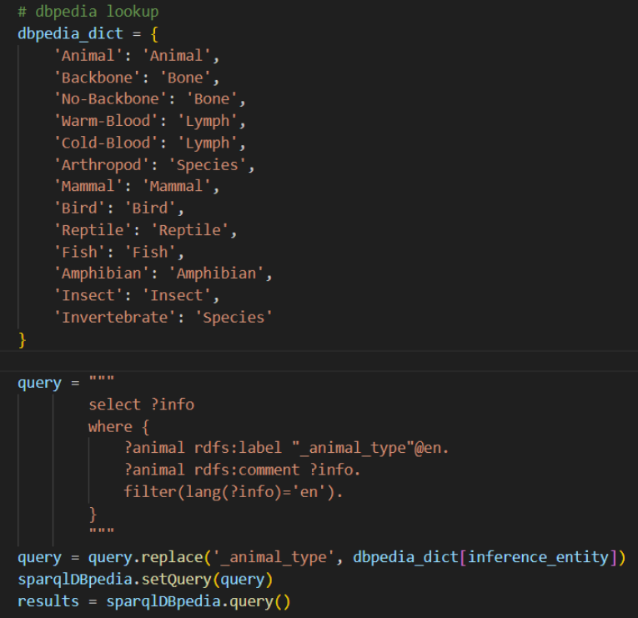 # dbpedia lookup
dbpedia_dict = {
    'Animal': 'Animal',
    'Backbone': 'Bone',
    'No-Backbone': 'Bone',
    'Warm-Blood': 'Lymph',
    'Cold-Blood': 'Lymph',
    'Arthropod': 'Species',
    'Mammal': 'Mammal',
    'Bird': 'Bird',
    'Reptile': 'Reptile',
    'Fish': 'Fish',
    'Amphibian': 'Amphibian',
    'Insect': 'Insect',
    'Invertebrate': 'Species'
}
query = """
        select ?info
        where {
            ?animal rdfs:label "_animal_type"@en.
            ?animal rdfs:comment ?info.
            filter(lang(?info)='en').
        }
        """
query = query.replace('_animal_type', dbpedia_dict[inference_entity])
sparqlDBpedia.setQuery(query)
results = sparqlDBpedia.query()